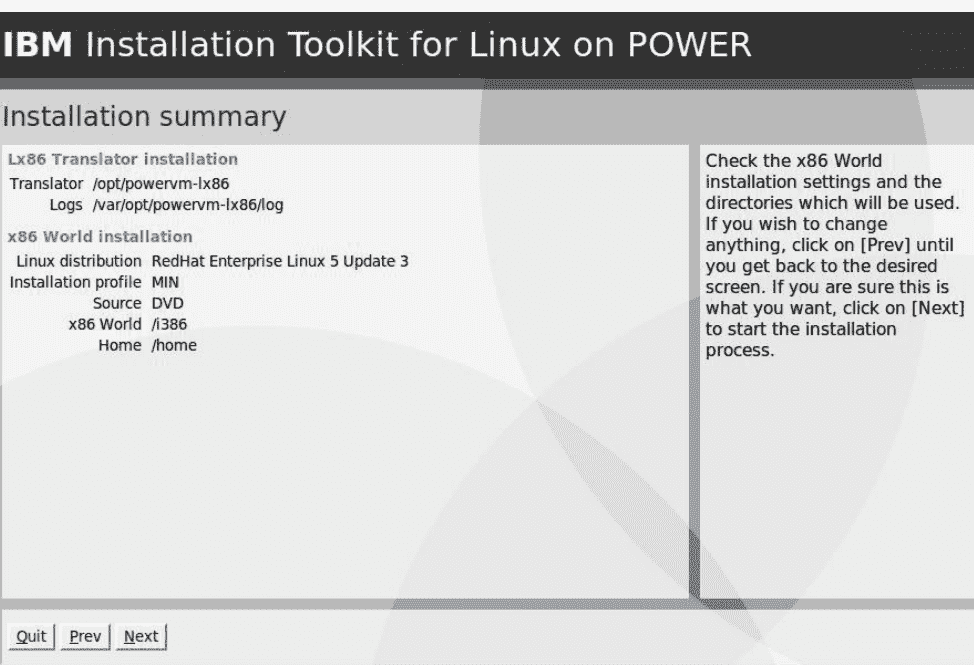 IBM Installation Toolkit for Linux on POWER
Installation summary
Lx86 Translator installation
Translator /opt/powervm-lx86
Logs /var/opt/powervm-lx86/log
x86 World installation
Linux distribution RedHat Enterprise Linux 5 Update 3
Installation profile MIN
Source DVD
x86 World /i386
Home /home
Check the x86 World
installation settings and the
directories which will be used.
If you wish to change
anything, click on [Prev] until
you get back to the desired
screen. If you are sure this is
what you want, click on [Next]
to start the installation
process.
Quit Prev Next